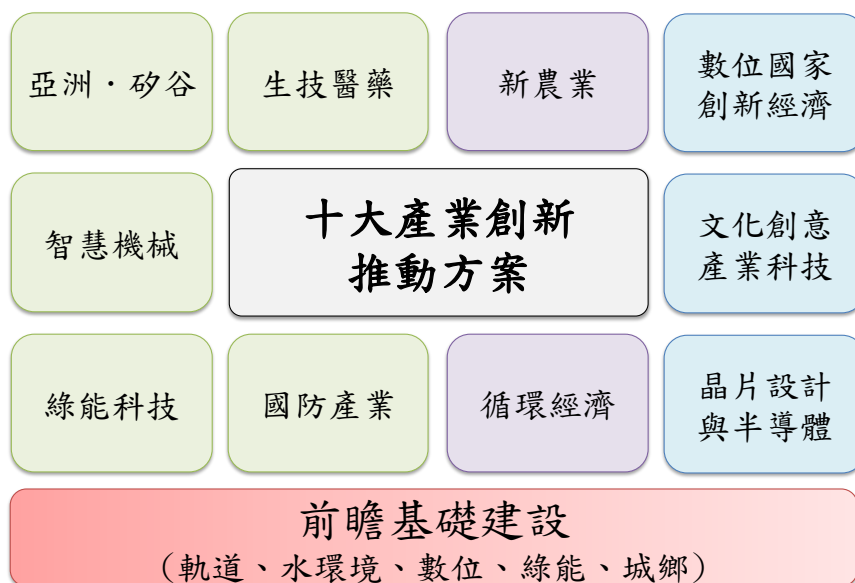 亞洲．矽谷
生技醫藥
新農業
數位國家
創新經濟
智慧機械
十大產業創新
推動方案
文化創意
產業科技
綠能科技
國防產業
循環經濟
晶片設計
與半導體
前瞻基礎建設
（軌道、水環境、數位、綠能、城鄉）